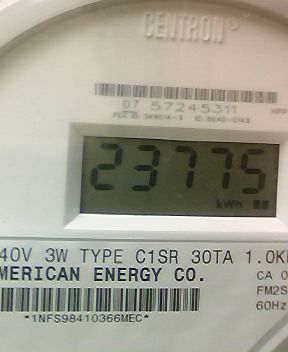 CENTRON®
07 57245311
23775
kWh
40V 3W TYPE C1SR 30TA 1.0K
MERICAN ENERGY CO.
CA 0
FM2S
60Hz
*1NFS98410366MEC*